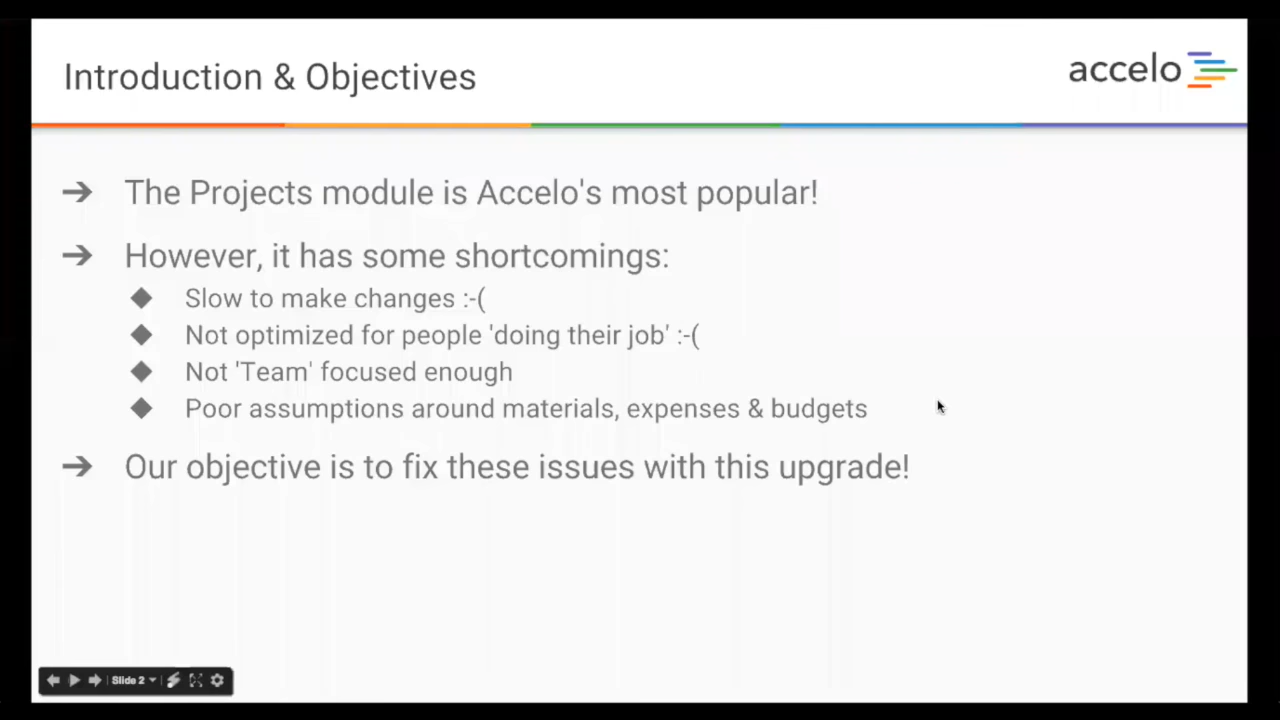 Introduction & Objectives
accelo
➔ The Projects module is Accelo's most popular!
➔ However, it has some shortcomings:
◆ Slow to make changes :-(
◆ Not optimized for people 'doing their job' :-(
◆ Not 'Team' focused enough
◆ Poor assumptions around materials, expenses & budgets
➔ Our objective is to fix these issues with this upgrade!
Slide 2